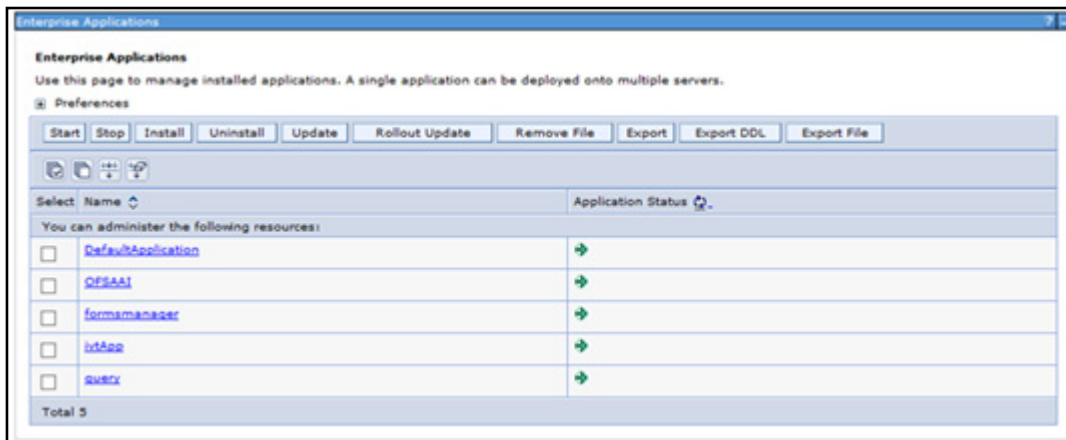 Enterprise Applications
?
Enterprise Applications
Use this page to manage installed applications. A single application can be deployed onto multiple servers.
Preferences
Start Stop Install Uninstall Update Rollout Update Remove File Export Export DDL Export File
Select Name Application Status
You can administer the following resources:
DefaultApplication
OFSAAI
formsmanager
ivtApp
query
Total 5